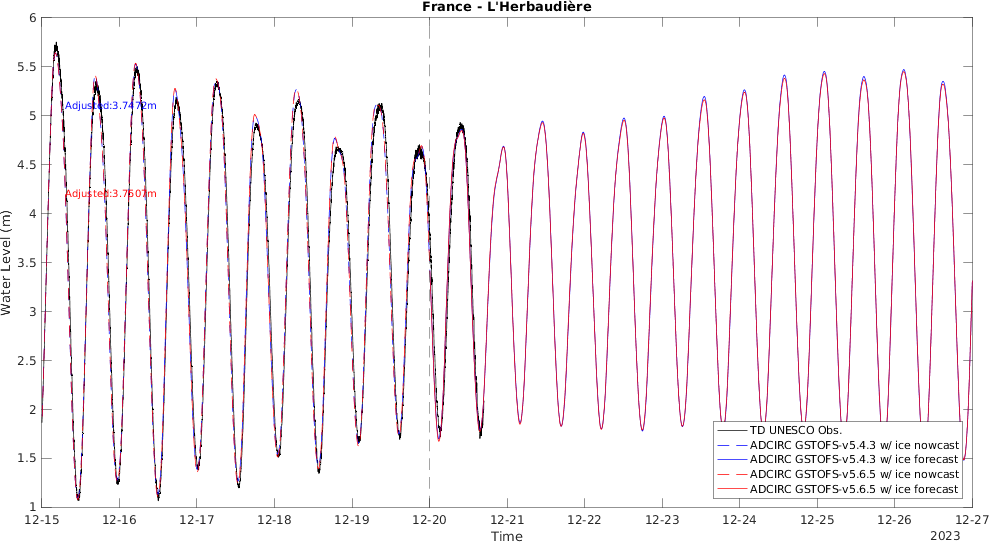 France - L'Herbaudière
6
5.5
5
4.5
4
3.5
3
2.5
2
1.5
1
Water Level (m)
Adjusted:3.7472m
Adjusted:3.7607m
TD UNESCO Obs.
ADCIRC GSTOFS-v5.4.3 w/ ice nowcast
ADCIRC GSTOFS-v5.4.3 w/ ice forecast
ADCIRC GSTOFS-v5.6.5 w/ ice nowcast
ADCIRC GSTOFS-v5.6.5 w/ ice forecast
12-15 12-16 12-17 12-18 12-19 12-20 12-21 12-22 12-23 12-24 12-25 12-26 12-27
Time
2023